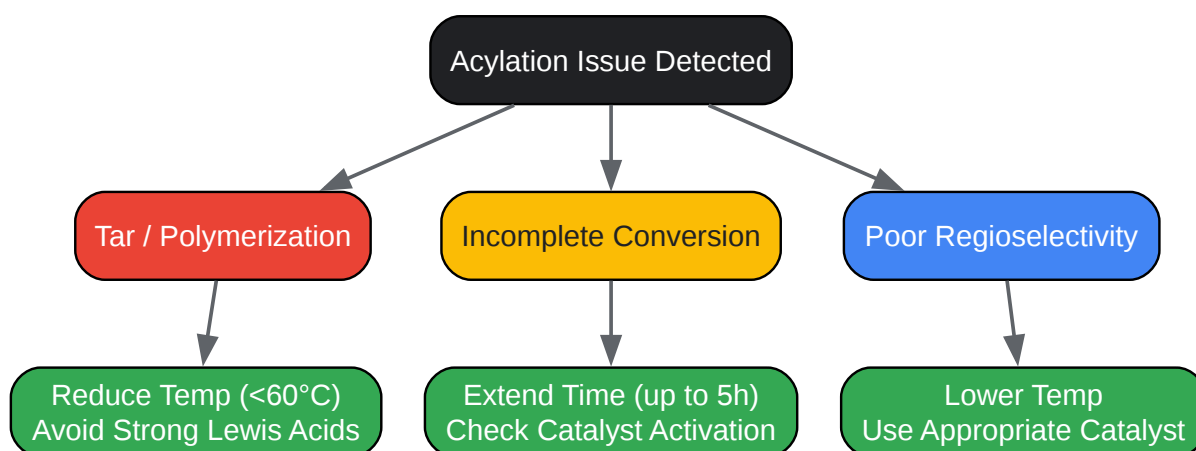 Acylation Issue Detected
Tar / Polymerization
Incomplete Conversion
Poor Regioselectivity
Reduce Temp (<60°C)
Avoid Strong Lewis Acids
Extend Time (up to 5h)
Check Catalyst Activation
Lower Temp
Use Appropriate Catalyst